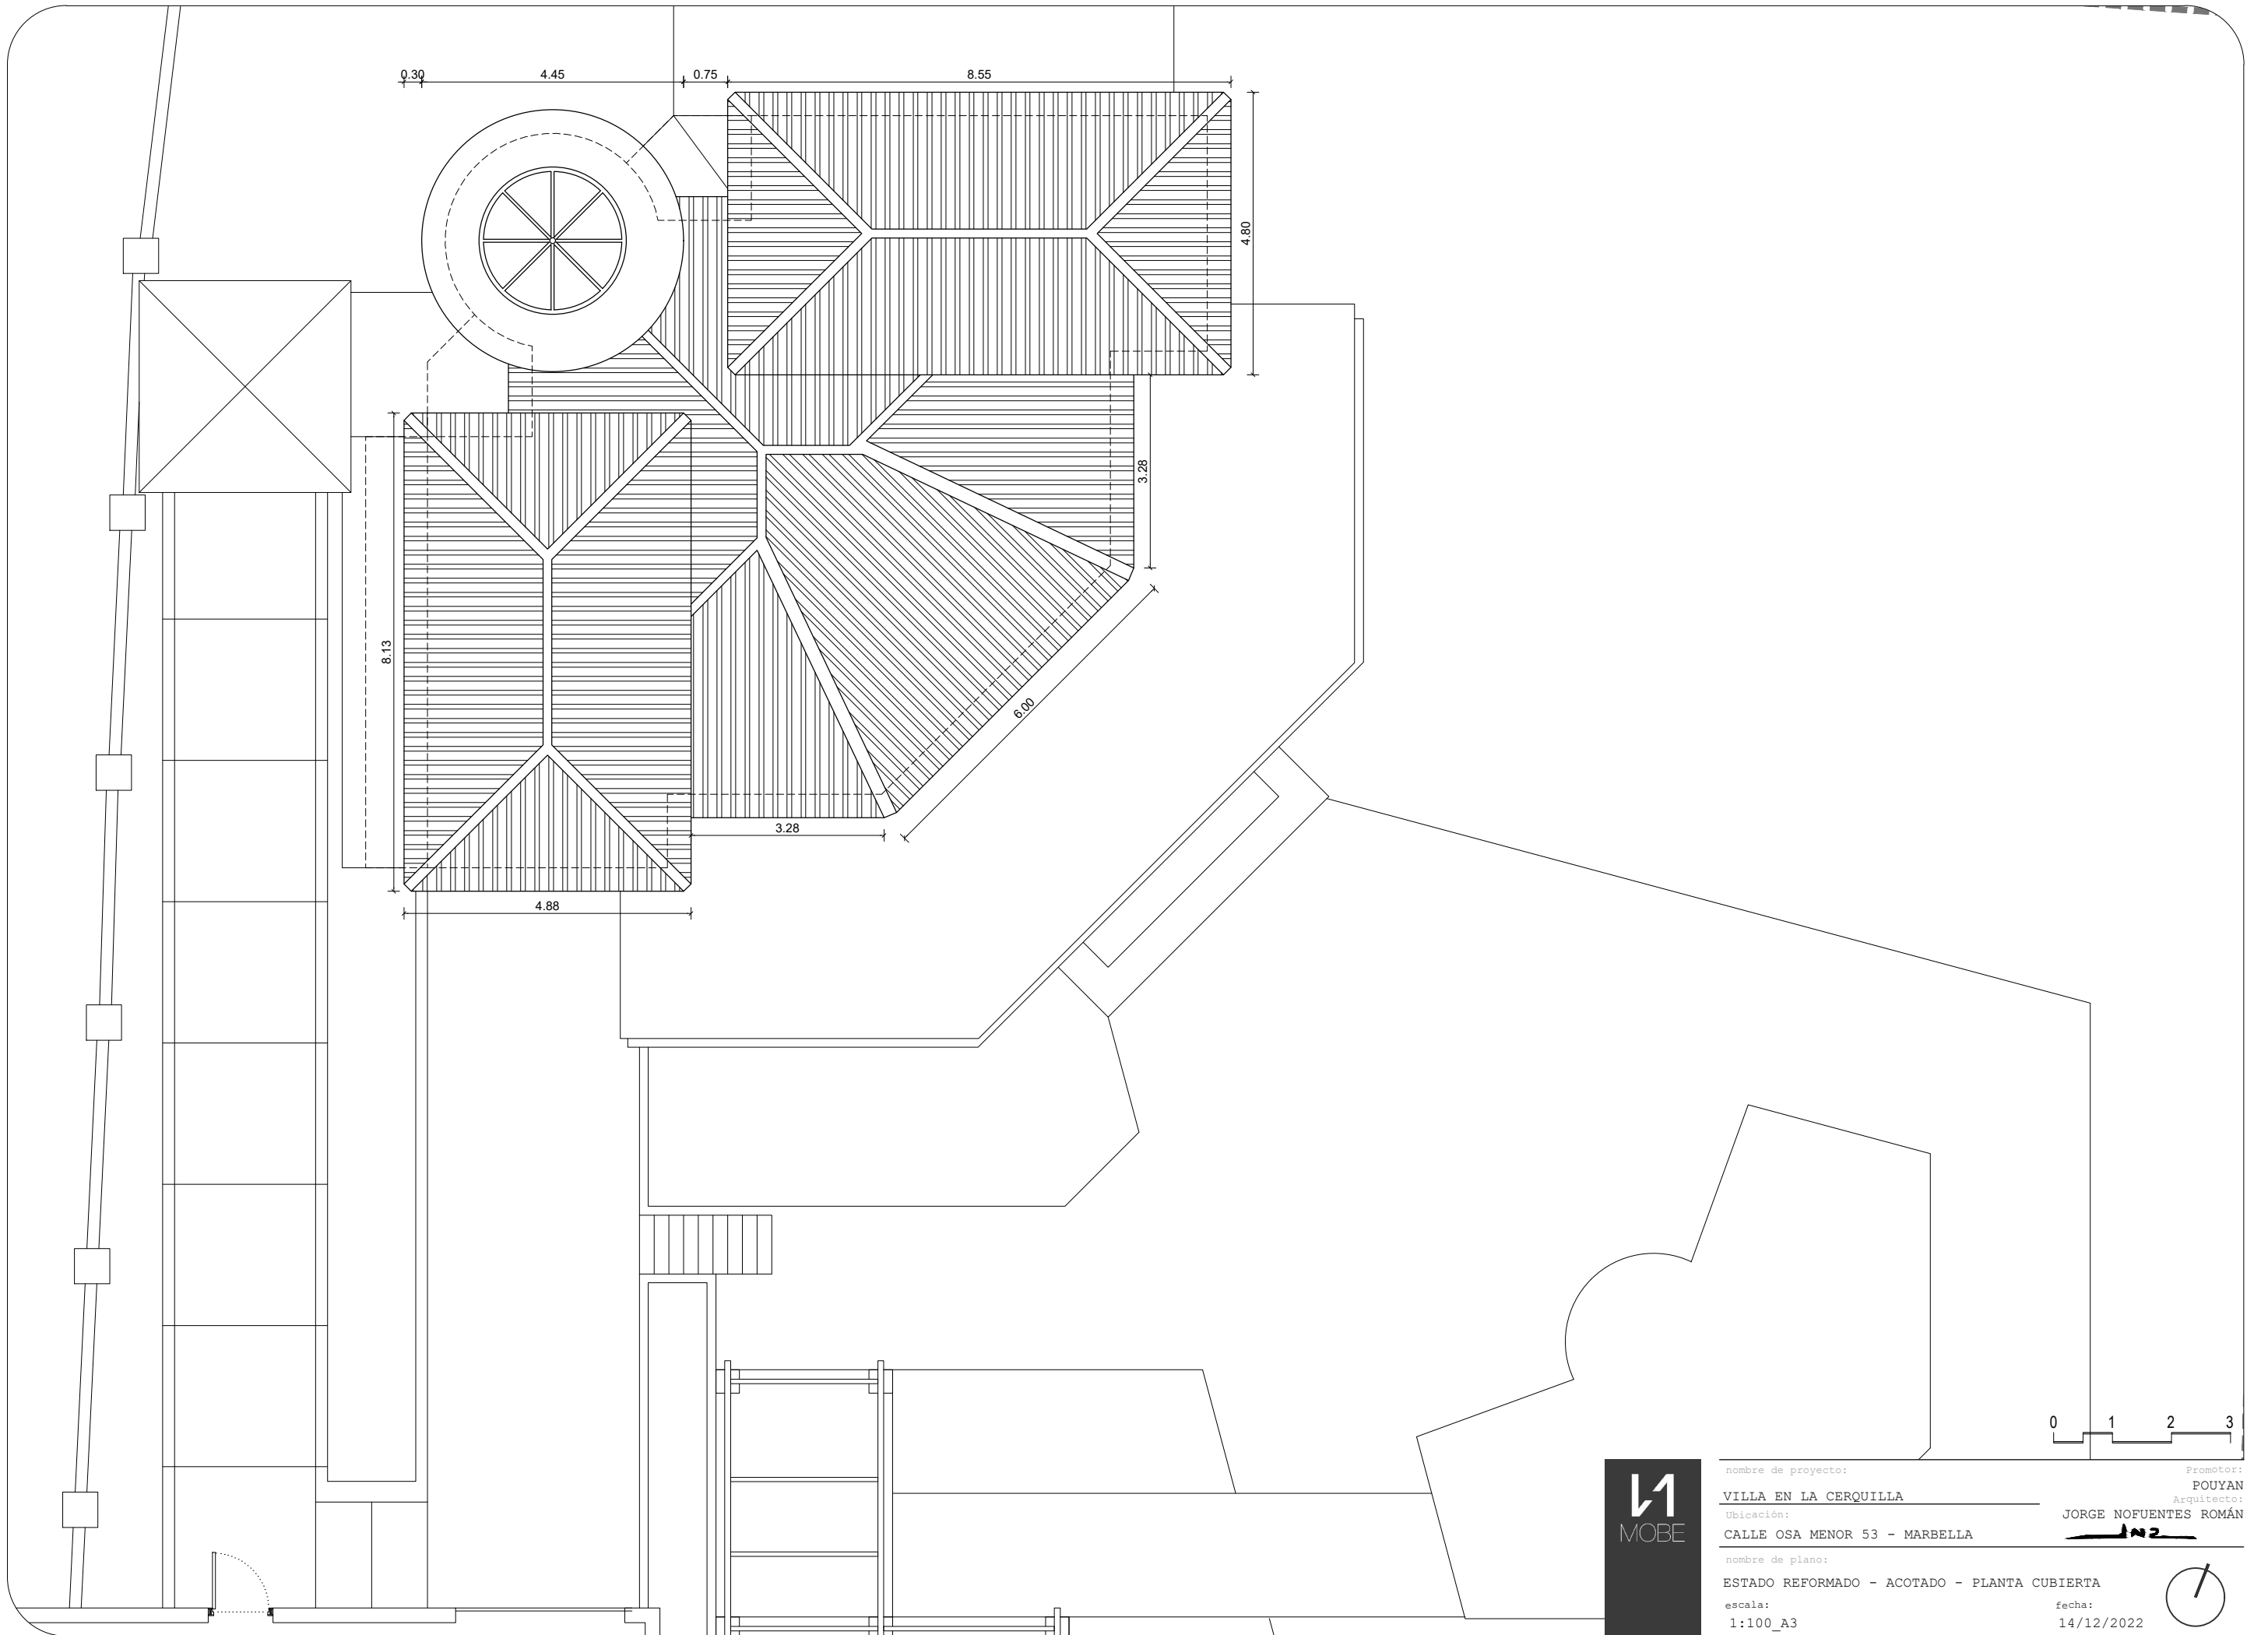 0.30 4.45 0.75 8.55
4.80
3.28
8.13
6.00
3.28
4.88
0 1 2 3
MOBE
nombre de proyecto:
VILLA EN LA CERQUILLA
Ubicación:
CALLE OSA MENOR 53 - MARBELLA
Promotor:
POUYAN
Arquitecto:
JORGE NOFUENTES ROMÁN
nombre de plano:
ESTADO REFORMADO - ACOTADO - PLANTA CUBIERTA
escala:
1:100_A3
fecha:
14/12/2022